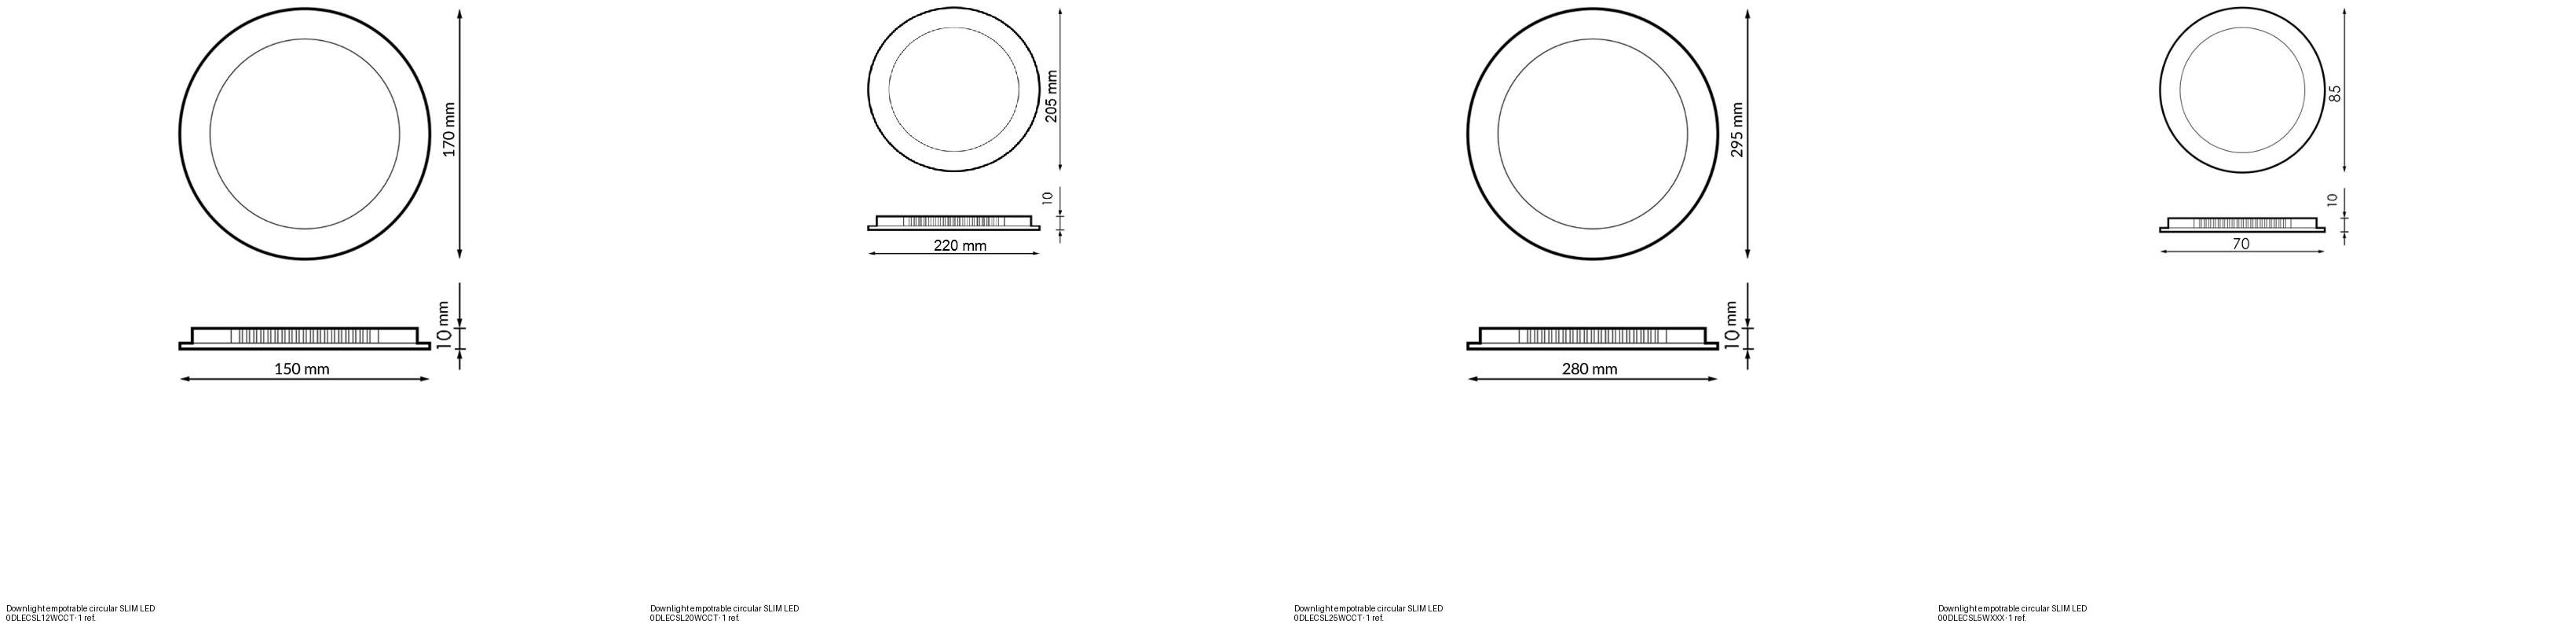 170 mm
10 mm
150 mm
Downlight empotrable circular SLIM LED
0DLECSL12WCCT · 1 ref.
205 mm
10
220 mm
Downlight empotrable circular SLIM LED
0DLECSL20WCCT · 1 ref.
295 mm
10 mm
280 mm
Downlight empotrable circular SLIM LED
0DLECSL25WCCT · 1 ref.
85
10
70
Downlight empotrable circular SLIM LED
00DLECSL5WXXX · 1 ref.